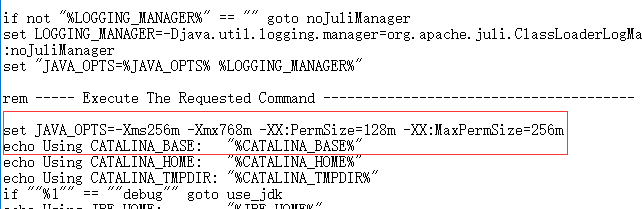 if not "%LOGGING_MANAGER%" == "" goto noJuliManager
set LOGGING_MANAGER=-Djava.util.logging.manager=org.apache.juli.ClassLoaderLogMa
:noJuliManager
set "JAVA_OPTS=%JAVA_OPTS% %LOGGING_MANAGER%"
rem ----- Execute The Requested Command ---------------------------------------
set JAVA_OPTS=-Xms256m -Xmx768m -XX:PermSize=128m -XX:MaxPermSize=256m
echo Using CATALINA_BASE:   "%CATALINA_BASE%"
echo Using CATALINA_HOME:   "%CATALINA_HOME%"
echo Using CATALINA_TMPDIR: "%CATALINA_TMPDIR%"
if ""%1"" == ""debug"" goto use_jdk
echo Using JRE_HOME:        "%JRE_HOME%"